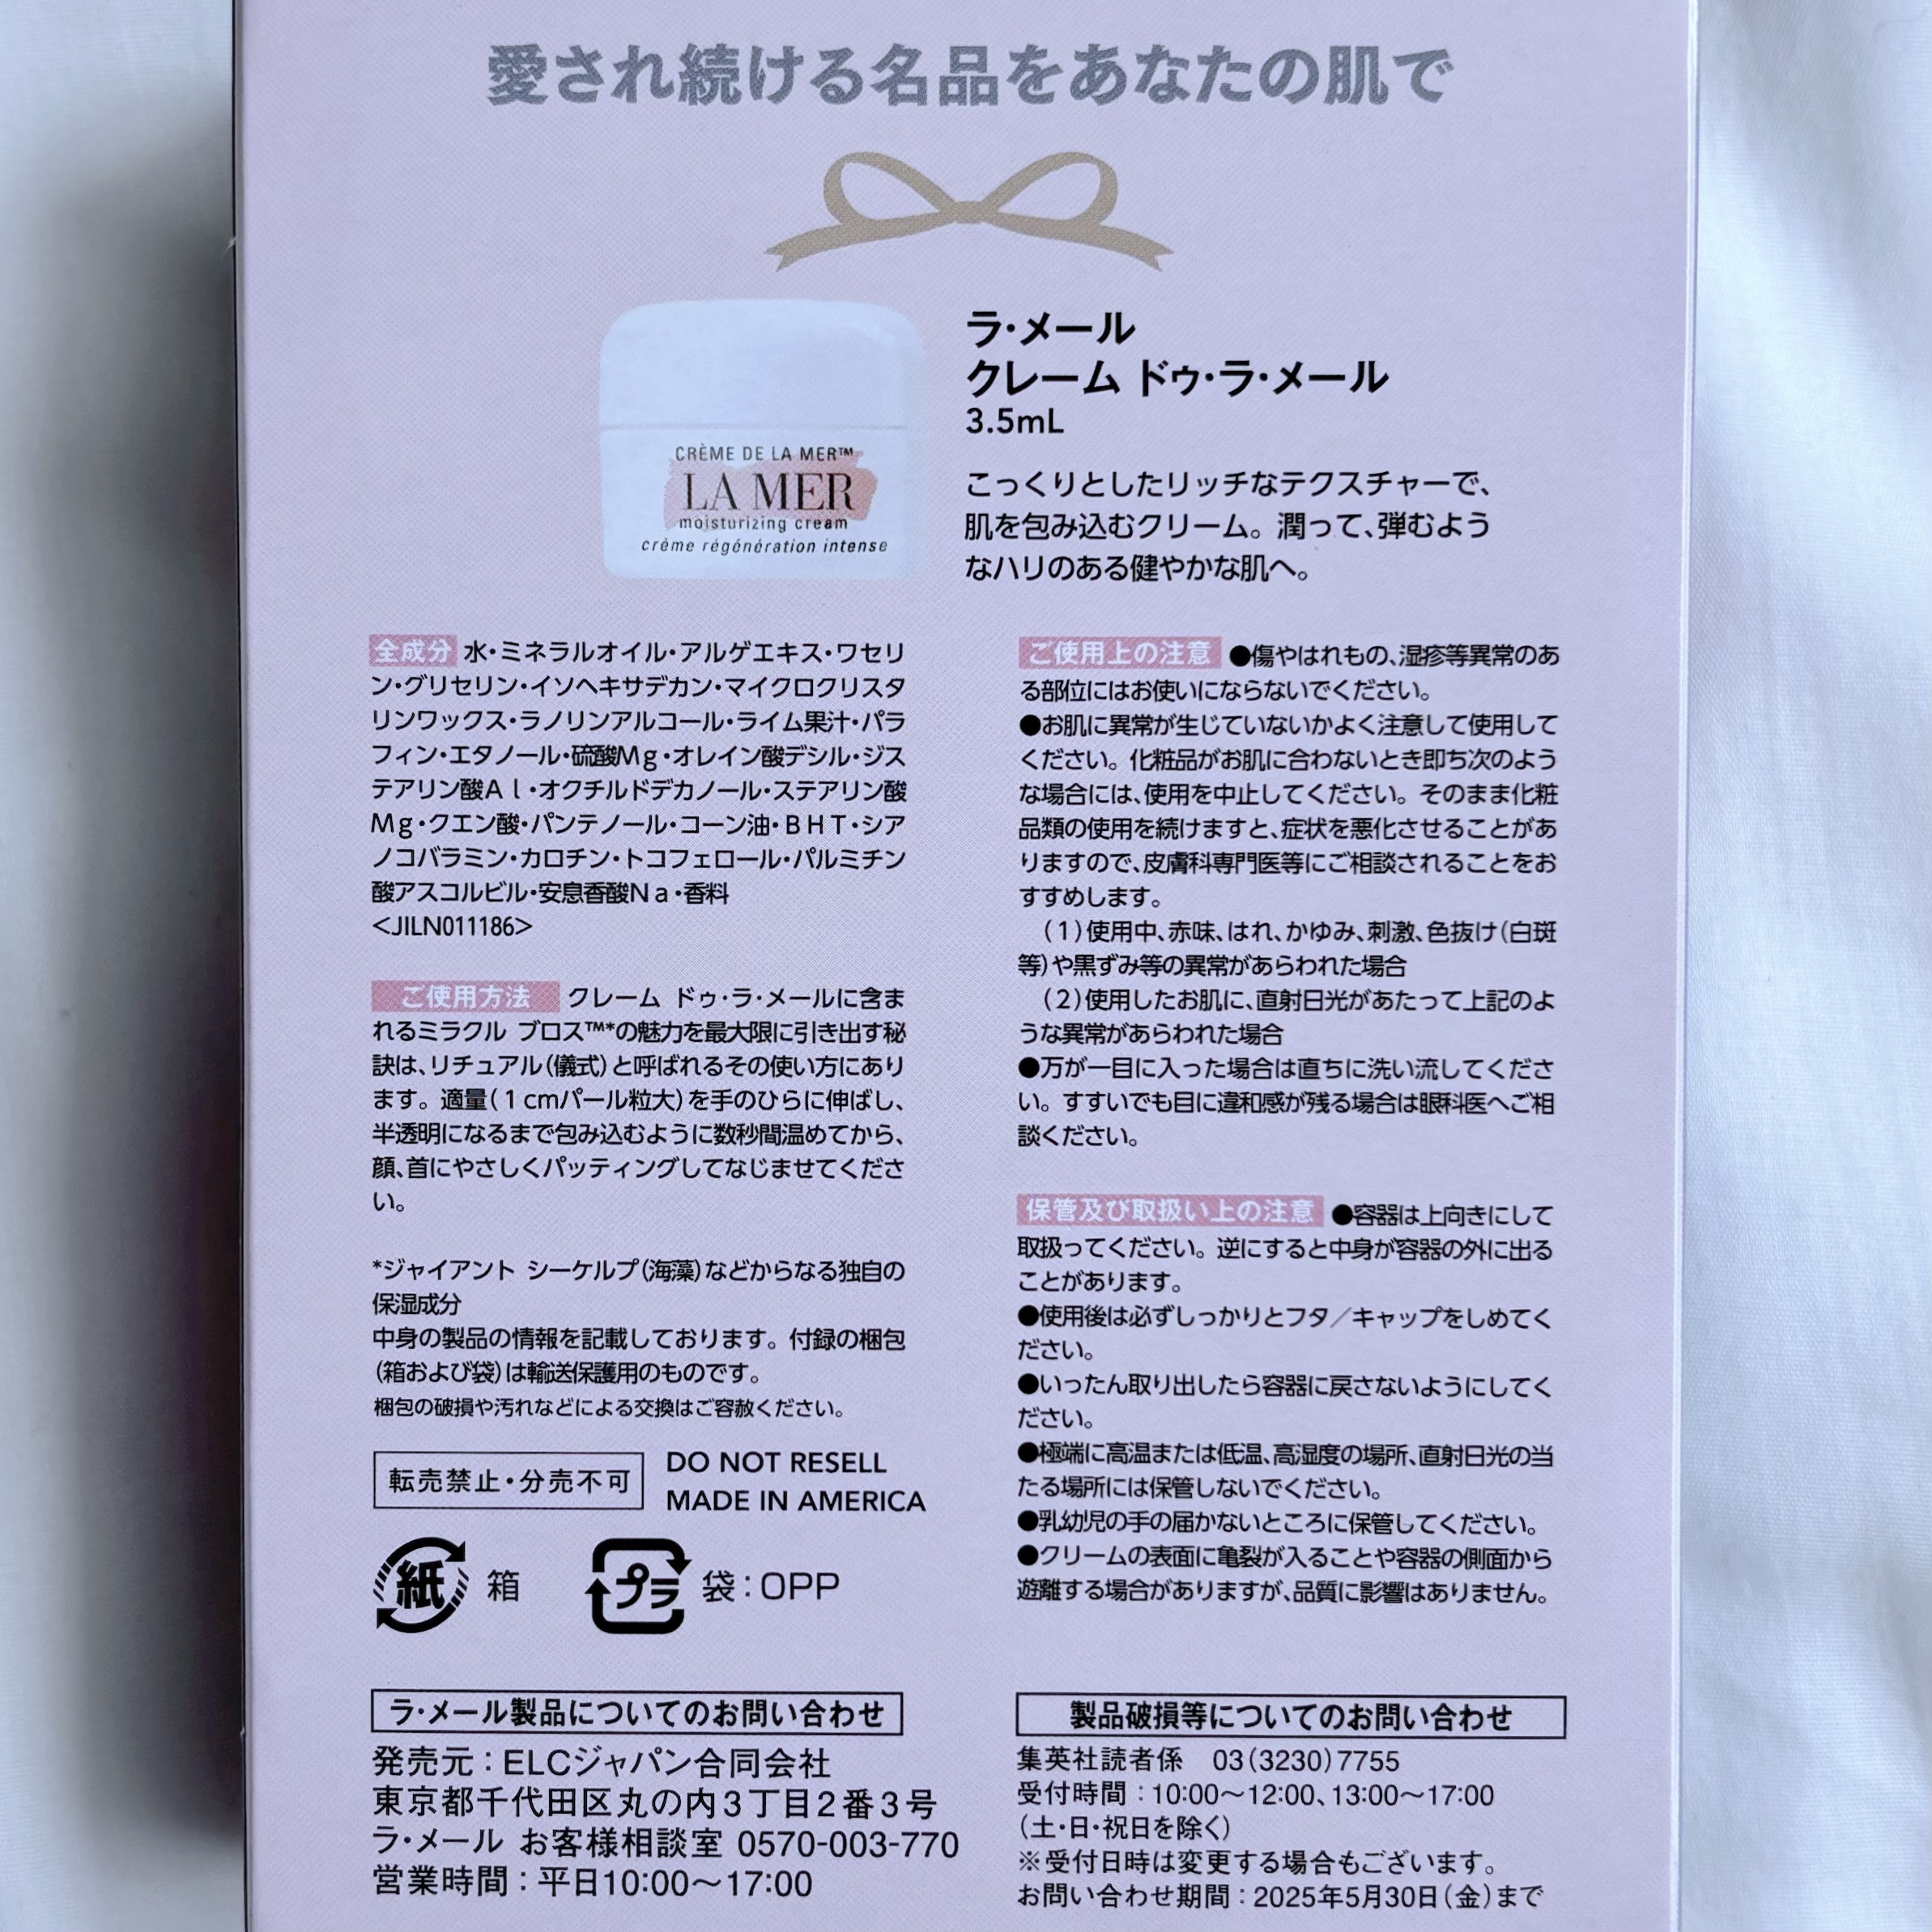 愛され続ける名品をあなたの肌で
ラ・メール
クレーム ドゥ・ラ・メール
3.5mL
CRÈME DE LA MER™
LA MER
moisturizing cream
crème régénération intense
こっくりとしたリッチなテクスチャーで、
肌を包み込むクリーム。潤って、弾むよう
なハリのある健やかな肌へ。
全成分 水・ミネラルオイル・アルゲエキス・ワセリ
ン・グリセリン・イソヘキサデカン・マイクロクリスタ
リンワックス・ラノリンアルコール・ライム果汁・パラ
フィン・エタノール・硫酸Mg・オレイン酸デシル・ジス
テアリン酸Al・オクチルドデカノール・ステアリン酸
Mg・クエン酸・パンテノール・コーン油・BHT・シア
ノコバラミン・カロチン・トコフェロール・パルミチン
酸アスコルビル・安息香酸Na・香料
<JILN011186>
ご使用方法 クレーム ドゥ・ラ・メールに含ま
れるミラクル ブロス™*の魅力を最大限に引き出す秘
訣は、リチュアル(儀式)と呼ばれるその使い方にあり
ます。適量(1cmパール粒大)を手のひらに伸ばし、
半透明になるまで包み込むように数秒間温めてから、
顔、首にやさしくパッティングしてなじませてくださ
い。
*ジャイアント シーケルプ(海藻)などからなる独自の
保湿成分
中身の製品の情報を記載しております。付録の梱包
(箱および袋)は輸送保護用のものです。
梱包の破損や汚れなどによる交換はご容赦ください。
転売禁止・分売不可
DO NOT RESELL
MADE IN AMERICA
紙 箱
プラ 袋：OPP
ご使用上の注意 ●傷やはれもの、湿疹等異常のあ
る部位にはお使いにならないでください。
●お肌に異常が生じていないかよく注意して使用して
ください。化粧品がお肌に合わないとき即ち次のよう
な場合には、使用を中止してください。そのまま化粧
品類の使用を続けますと、症状を悪化させることがあ
りますので、皮膚科専門医等にご相談されることをお
すすめします。
(1)使用中、赤味、はれ、かゆみ、刺激、色抜け(白斑
等)や黒ずみ等の異常があらわれた場合
(2)使用したお肌に、直射日光があたって上記のよ
うな異常があらわれた場合
●万が一目に入った場合は直ちに洗い流してくださ
い。すすいでも目に違和感が残る場合は眼科医へご相
談ください。
保管及び取扱い上の注意 ●容器は上向きにして
取扱ってください。逆にすると中身が容器の外に出る
ことがあります。
●使用後は必ずしっかりとフタ／キャップをしめてく
ださい。
●いったん取り出したら容器に戻さないようにしてく
ださい。
●極端に高温または低温、高湿度の場所、直射日光の当
たる場所には保管しないでください。
●乳幼児の手の届かないところに保管してください。
●クリームの表面に亀裂が入ることや容器の側面から
遊離する場合がありますが、品質に影響はありません。
ラ・メール製品についてのお問い合わせ
発売元：ELCジャパン合同会社
東京都千代田区丸の内3丁目2番3号
ラ・メール お客様相談室 0570-003-770
営業時間：平日10:00〜17:00
製品破損等についてのお問い合わせ
集英社読者係 03(3230)7755
受付時間：10:00〜12:00、13:00〜17:00
(土・日・祝日を除く)
※受付日時は変更する場合もございます。
お問い合わせ期間：2025年5月30日(金)まで